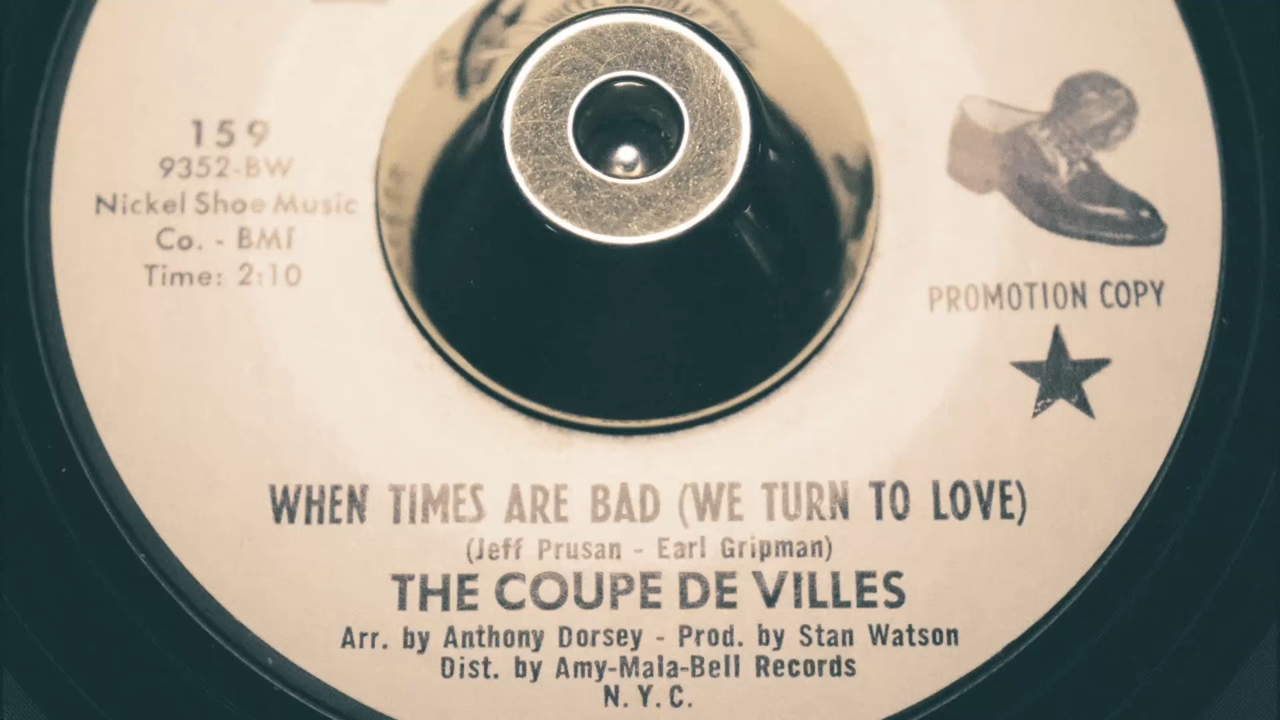 159
9352-BW
Nickel Shoe Music
Co. - BMI
Time: 2:10
PROMOTION COPY
WHEN TIMES ARE BAD (WE TURN TO LOVE)
(Jeff Prusan - Earl Gripman)
THE COUPE DE VILLES
Arr. by Anthony Dorsey - Prod. by Stan Watson
Dist. by Amy-Mala-Bell Records
N.Y.C.